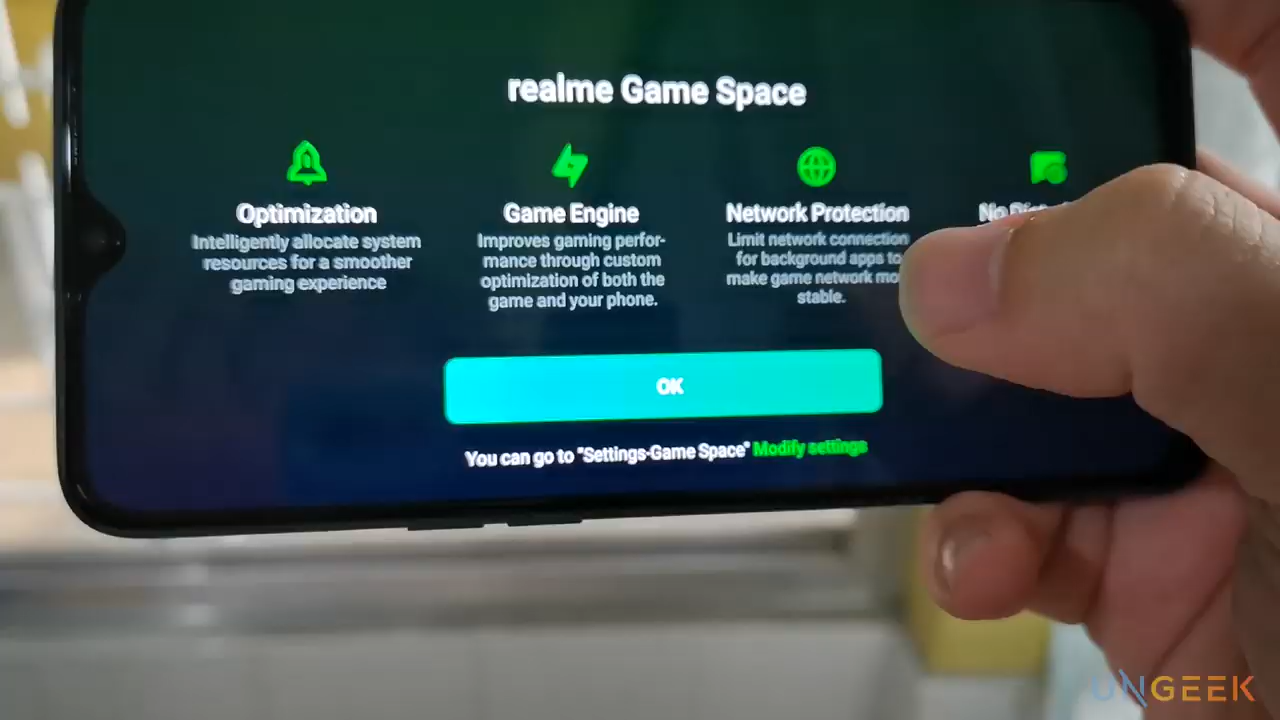 realme Game Space
Optimization
Intelligently allocate system
resources for a smoother
gaming experience
Game Engine
Improves gaming perfor-
mance through custom
optimization of both the
game and your phone.
Network Protection
Limit network connection
for background apps to
make game network
stable.
No
OK
You can go to "Settings-Game Space" Modify settings
UNGEEK